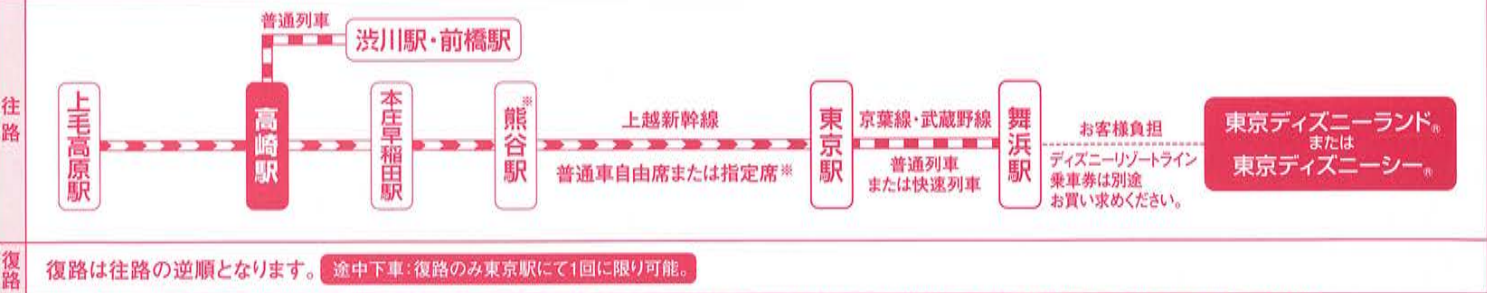 往路
普通列車
渋川駅・前橋駅
上毛高原駅
高崎駅
本庄早稲田駅
※
熊谷駅
上越新幹線
普通車自由席または指定席※
東京駅
京葉線・武蔵野線
普通列車
または快速列車
舞浜駅
お客様負担
ディズニーリゾートライン
乗車券は別途
お買い求めください。
東京ディズニーランド®
または
東京ディズニーシー®
復路
復路は往路の逆順となります。 途中下車:復路のみ東京駅にて1回に限り可能。